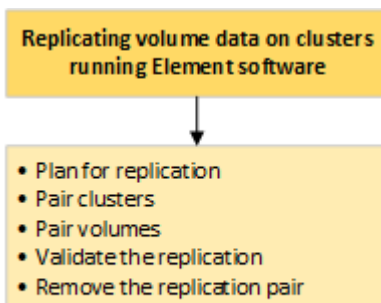 Replicating volume data on clusters
running Element software
• Plan for replication
• Pair clusters
• Pair volumes
• Validate the replication
• Remove the replication pair